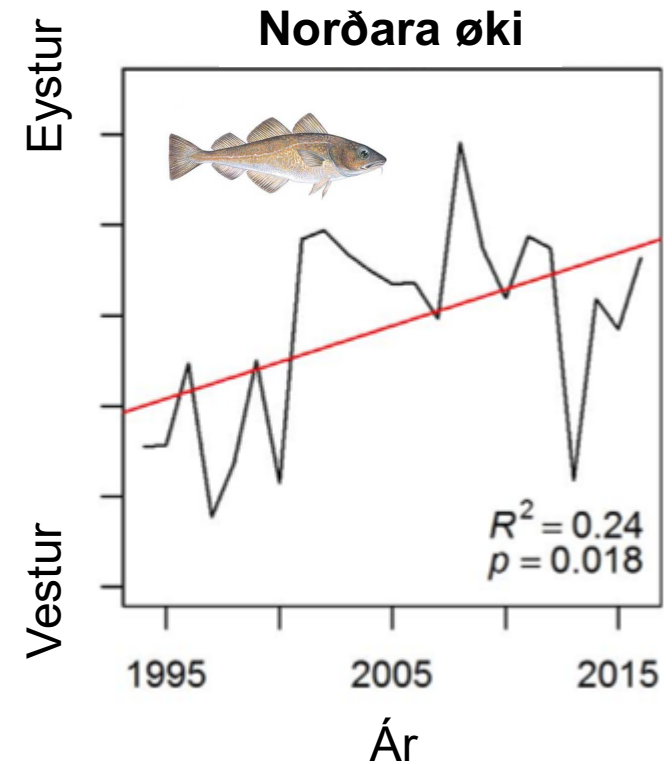 Norðara øki
Eystur
Vestur
R² = 0.24
p = 0.018
1995 2005 2015
Ár